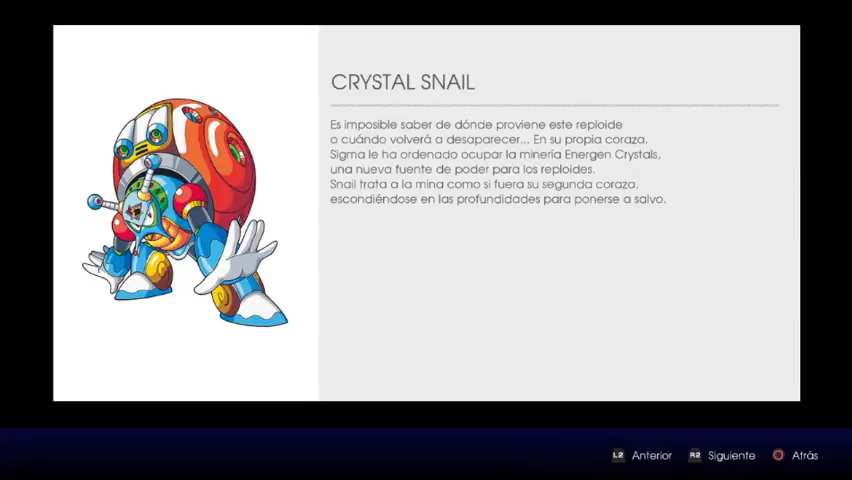 CRYSTAL SNAIL
Es imposible saber de dónde proviene este reploide
o cuándo volverá a desaparecer... En su propia coraza.
Sigma le ha ordenado ocupar la minería Energen Crystals,
una nueva fuente de poder para los reploides.
Snail trata a la mina como si fuera su segunda coraza,
escondiéndose en las profundidades para ponerse a salvo.
L2 Anterior R2 Siguiente Atrás